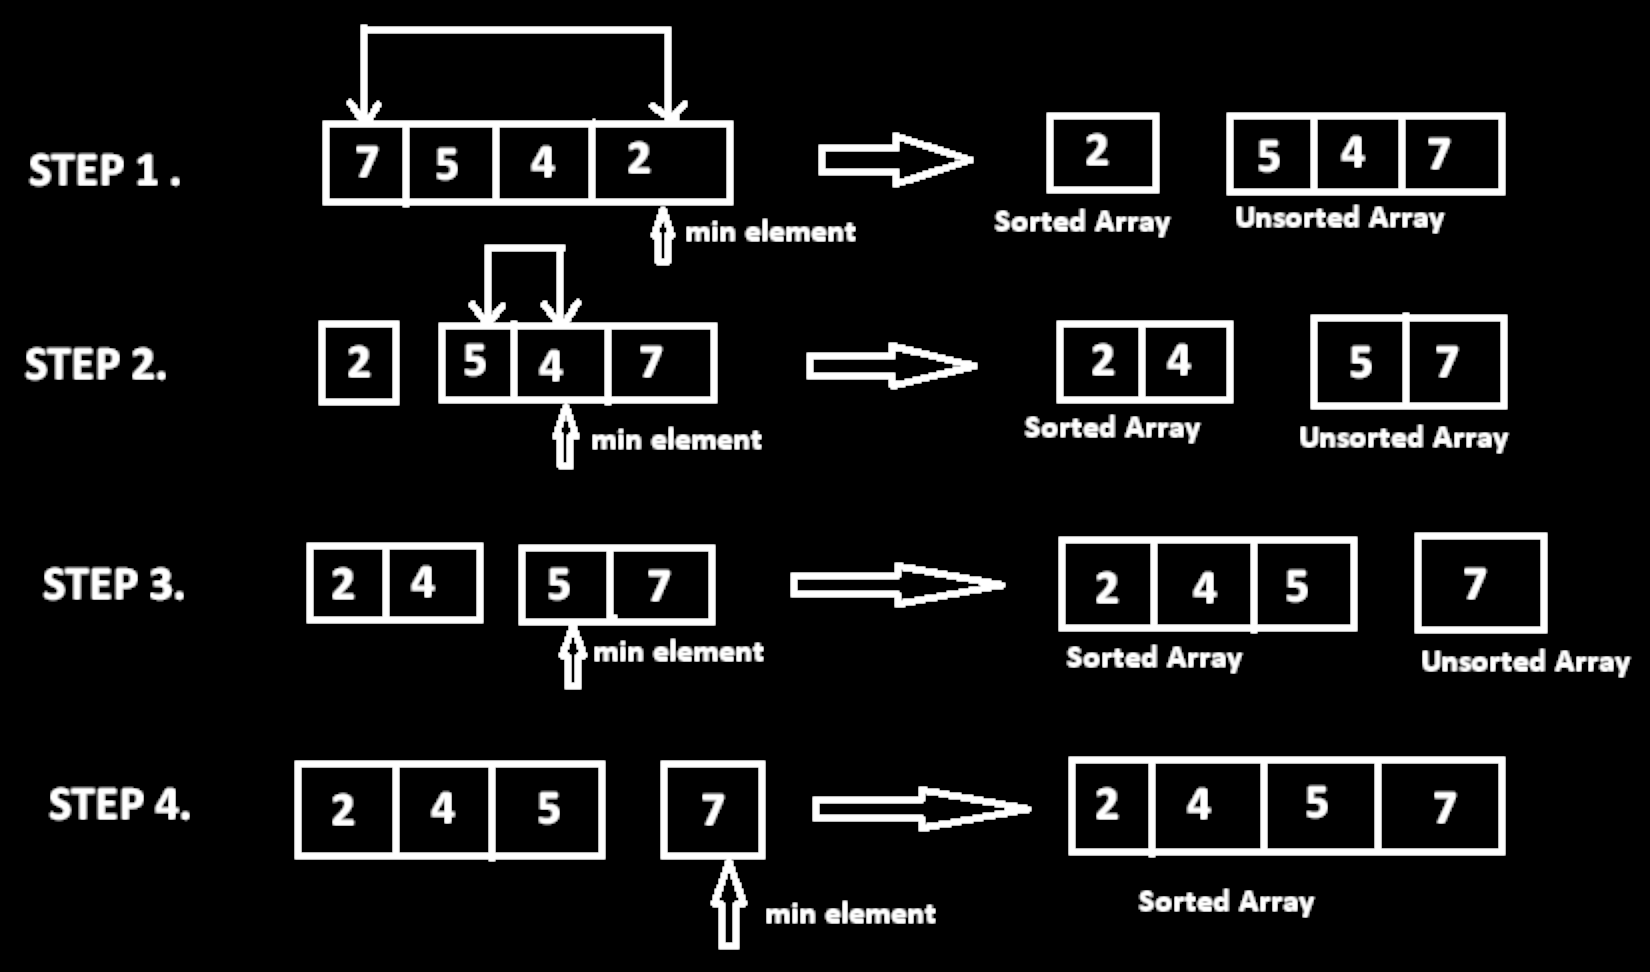 STEP 1 .
7 5 4 2
min element
2
Sorted Array
5 4 7
Unsorted Array
STEP 2.
2
5 4 7
min element
2 4
Sorted Array
5 7
Unsorted Array
STEP 3.
2 4
5 7
min element
2 4 5
Sorted Array
7
Unsorted Array
STEP 4.
2 4 5
7
min element
2 4 5 7
Sorted Array